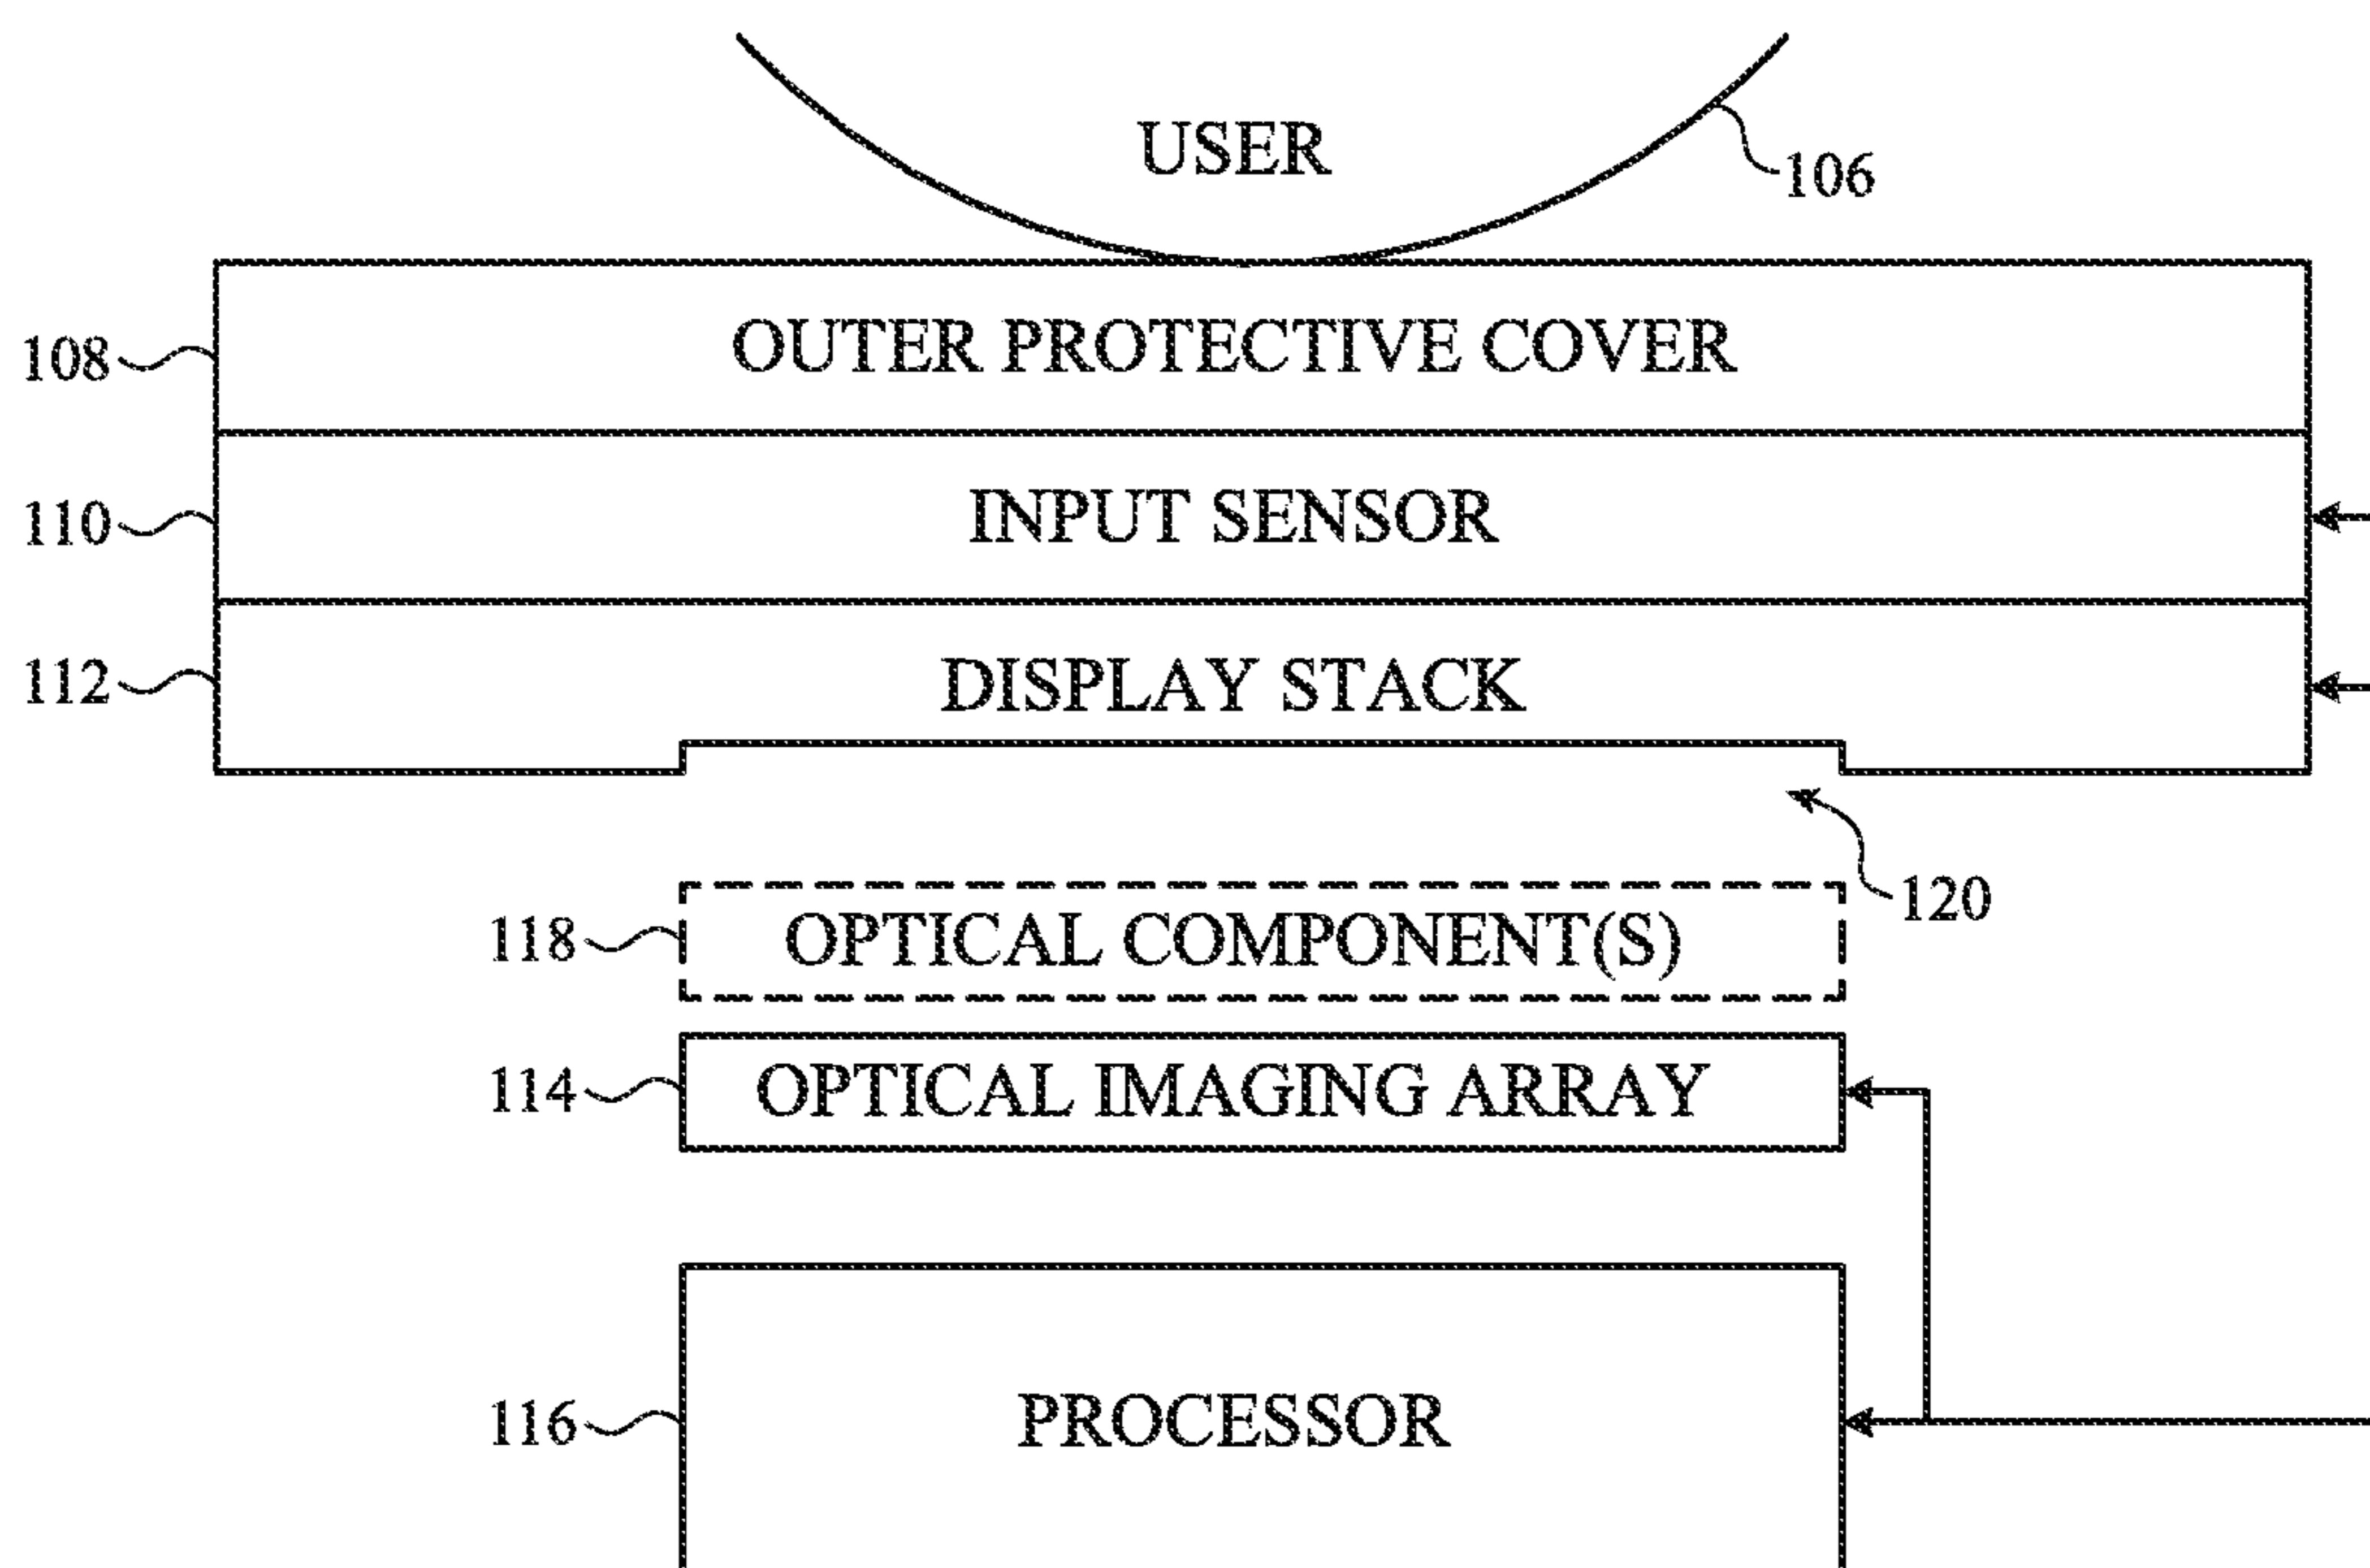 USER
106
108
OUTER PROTECTIVE COVER
110
INPUT SENSOR
112
DISPLAY STACK
120
118
OPTICAL COMPONENT(S)
114
OPTICAL IMAGING ARRAY
116
PROCESSOR